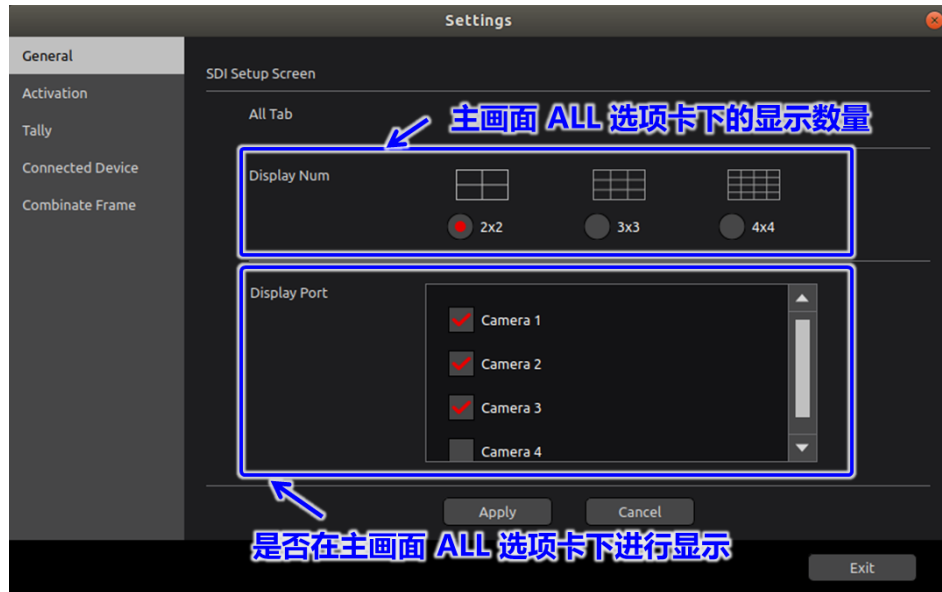 Settings
General
Activation
Tally
Connected Device
Combinate Frame
SDI Setup Screen
All Tab
主画面 ALL 选项卡下的显示数量
Display Num
2x2
3x3
4x4
Display Port
Camera 1
Camera 2
Camera 3
Camera 4
Apply
Cancel
是否在主画面 ALL 选项卡下进行显示
Exit